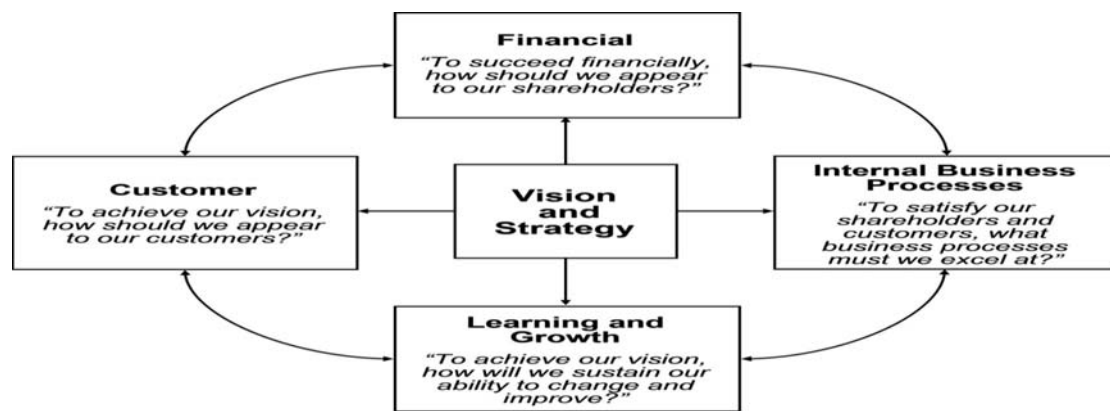 Financial
“To succeed financially,
how should we appear
to our shareholders?”
Customer
“To achieve our vision,
how should we appear
to our customers?”
Vision
and
Strategy
Internal Business
Processes
“To satisfy our
shareholders and
customers, what
business processes
must we excel at?”
Learning and
Growth
“To achieve our vision,
how will we sustain our
ability to change and
improve?”